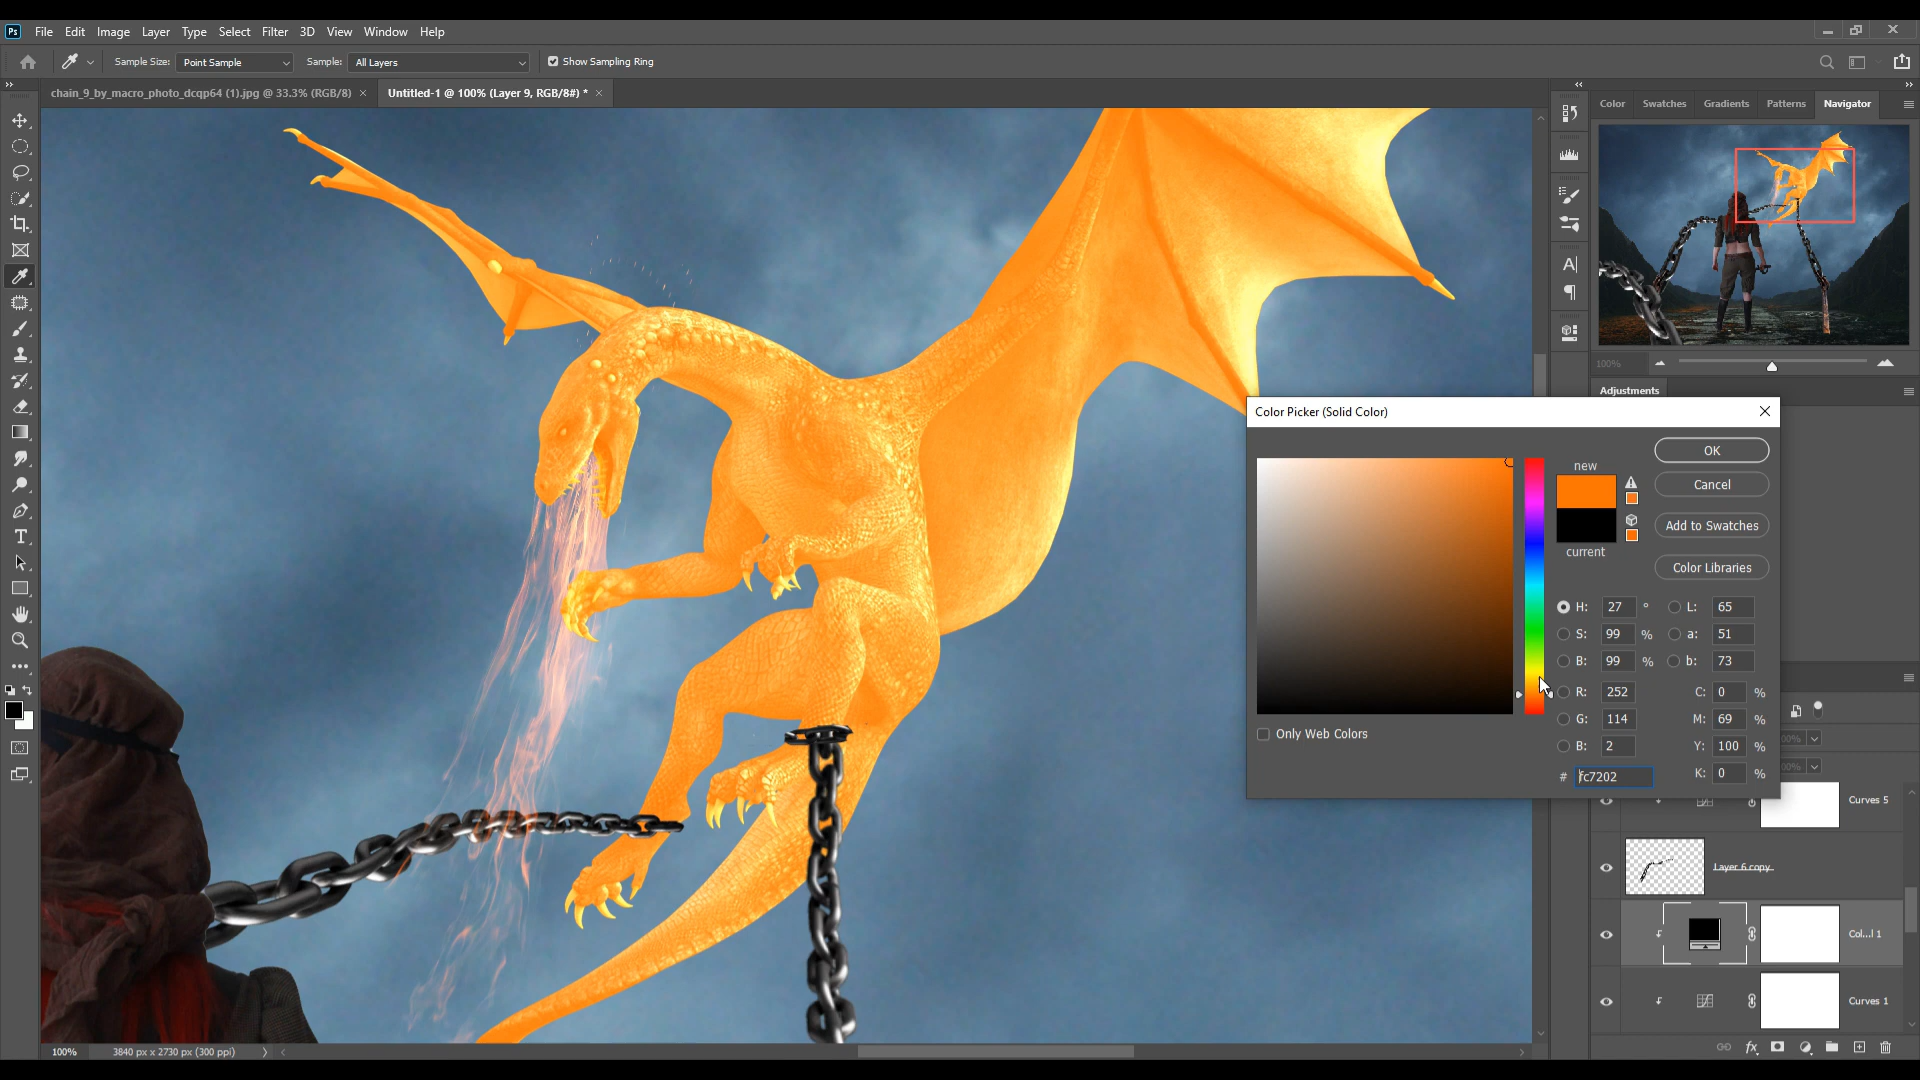 Ps File Edit Image Layer Type Select Filter 3D View Window Help
Sample Size: Point Sample Sample: All Layers Show Sampling Ring
chain_9_by_macro_photo_dcqp64 (1).jpg @ 33.3% (RGB/8) × Untitled-1 @ 100% (Layer 9, RGB/8#) * ×
Color Swatches Gradients Patterns Navigator
100%
Adjustments
Color Picker (Solid Color)
new
current
OK
Cancel
Add to Swatches
Color Libraries
H: 27 ° L: 65
S: 99 % a: 51
B: 99 % b: 73
R: 252 C: 0 %
G: 114 M: 69 %
B: 2 Y: 100 %
# fc7202 K: 0 %
Only Web Colors
Curves 5
Layer 6 copy
Col...l 1
Curves 1
100% 3840 px x 2730 px (300 ppi)